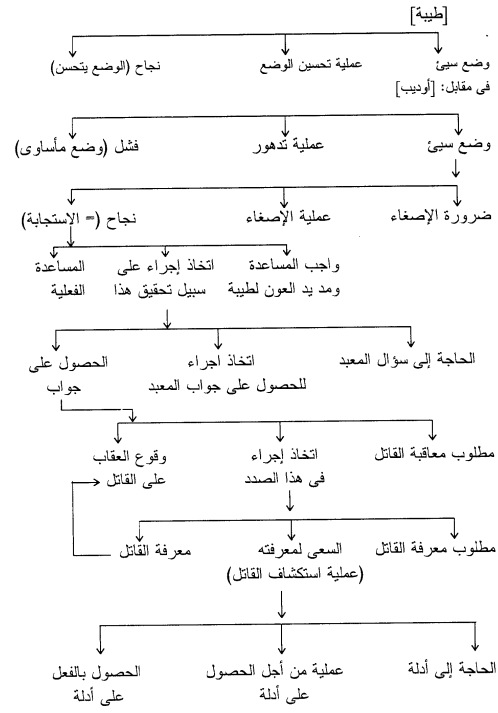 [طيبة]
وضع سيئ عملية تحسين الوضع نجاح (الوضع يتحسن)
فى مقابل: [أوديب]
وضع سيئ عملية تدهور فشل (وضع مأساوى)
ضرورة الإصغاء عملية الإصغاء نجاح (= الإستجابة)
واجب المساعدة اتخاذ إجراء على المساعدة
ومد يد العون لطيبة سبيل تحقيق هذا الفعلية
الحاجة إلى سؤال المعبد اتخاذ اجراء الحصول على
للحصول على جواب المعبد جواب
مطلوب معاقبة القاتل اتخاذ إجراء وقوع العقاب
فى هذا الصدد على القاتل
مطلوب معرفة القاتل السعى لمعرفته معرفة القاتل
(عملية استكشاف القاتل)
الحاجة إلى أدلة عملية من أجل الحصول الحصول بالفعل
على أدلة على أدلة